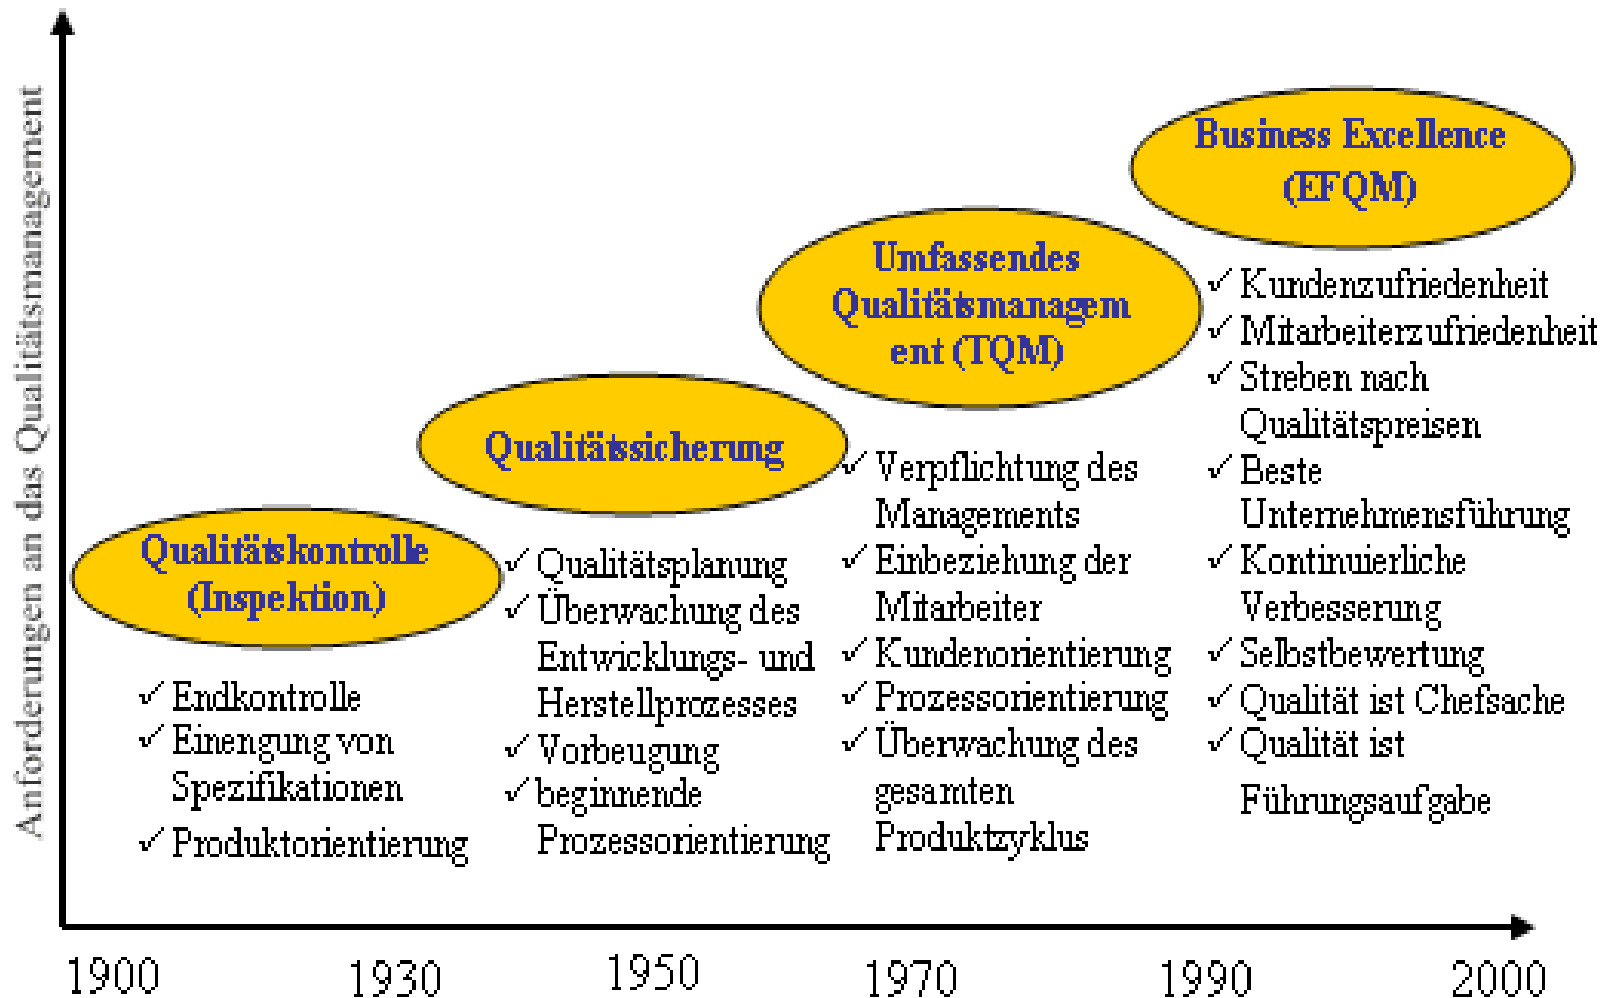 Anforderungen an das Qualitätsmanagement
Qualitätskontrolle
(Inspektion)
✓ Endkontrolle
✓ Einengung von
Spezifikationen
✓ Produktorientierung
Qualitätssicherung
✓ Qualitätsplanung
✓ Überwachung des
Entwicklungs- und
Herstellprozesses
✓ Vorbeugung
✓ beginnende
Prozessorientierung
Umfassendes
Qualitätsmanagem
ent (TQM)
✓ Verpflichtung des
Managements
✓ Einbeziehung der
Mitarbeiter
✓ Kundenorientierung
✓ Prozessorientierung
✓ Überwachung des
gesamten
Produktzyklus
Business Excellence
(EFQM)
✓ Kundenzufriedenheit
✓ Mitarbeiterzufriedenheit
✓ Streben nach
Qualitätspreisen
✓ Beste
Unternehmensführung
✓ Kontinuierliche
Verbesserung
✓ Selbstbewertung
✓ Qualität ist Chefsache
✓ Qualität ist
Führungsaufgabe
1900 1930 1950 1970 1990 2000